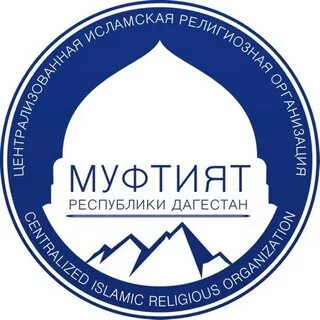 ЦЕНТРАЛИЗОВАННАЯ ИСЛАМСКАЯ РЕЛИГИОЗНАЯ ОРГАНИЗАЦИЯ
МУФТИЯТ
РЕСПУБЛИКИ ДАГЕСТАН
CENTRALIZED ISLAMIC RELIGIOUS ORGANIZATION